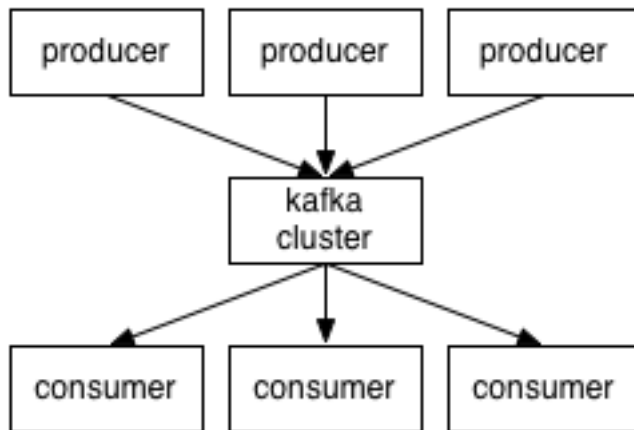 producer
producer
producer
kafka
cluster
consumer
consumer
consumer